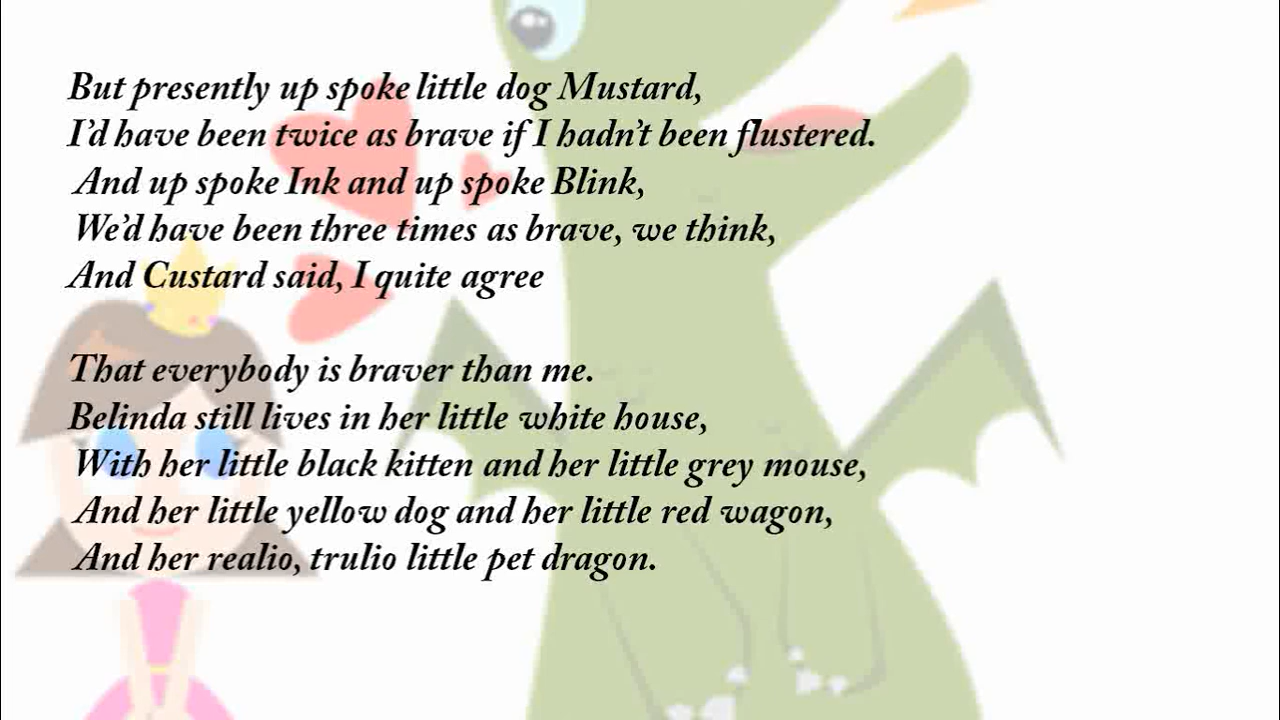 But presently up spoke little dog Mustard,
I'd have been twice as brave if I hadn't been flustered.
And up spoke Ink and up spoke Blink,
We'd have been three times as brave, we think,
And Custard said, I quite agree
That everybody is braver than me.
Belinda still lives in her little white house,
With her little black kitten and her little grey mouse,
And her little yellow dog and her little red wagon,
And her realio, trulio little pet dragon.